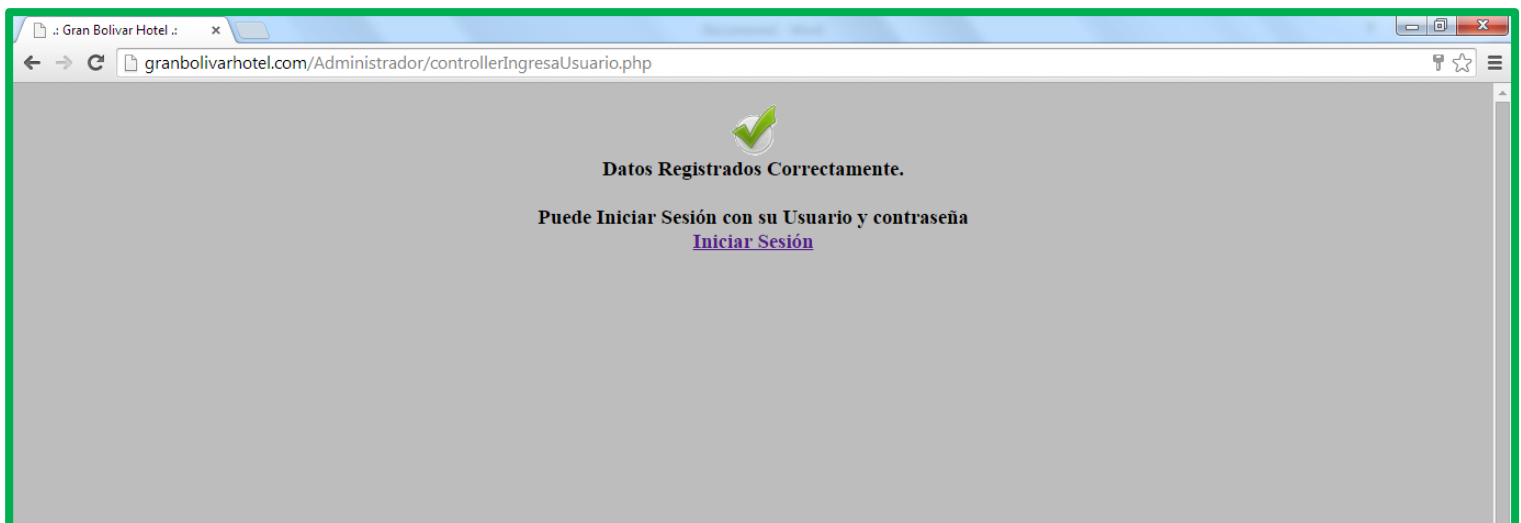 .: Gran Bolivar Hotel .:
granbolivarhotel.com/Administrador/controllerIngresaUsuario.php
Datos Registrados Correctamente.
Puede Iniciar Sesión con su Usuario y contraseña
Iniciar Sesión